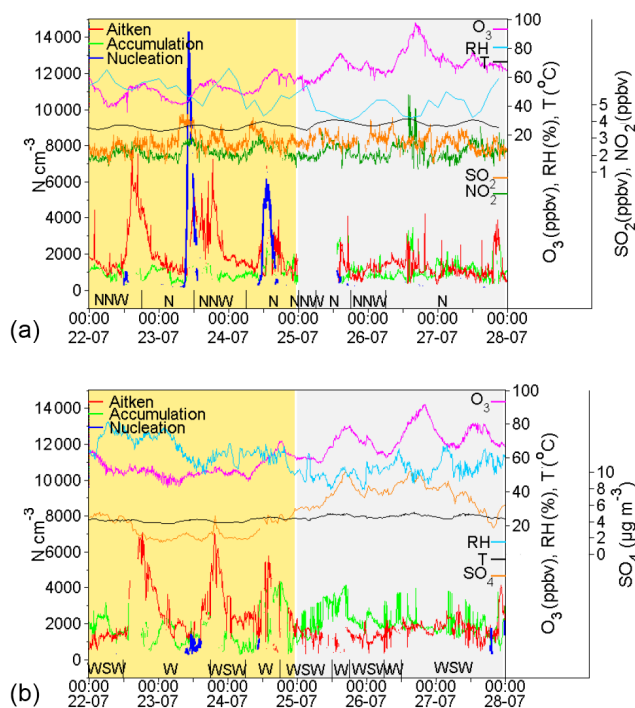 14 000
12 000
10 000
8000
6000
4000
2000
0
N cm-3
Aitken
Accumulation
Nucleation
O3
RH
T
SO2
NO2
100
80
60
40
20
O3 (ppbv), RH (%), T (°C)
5
4
3
2
1
SO2(ppbv), NO2(ppbv)
NNW N NNW N NNW N NNW N
(a)
00:00 00:00 00:00 00:00 00:00 00:00 00:00
22-07 23-07 24-07 25-07 26-07 27-07 28-07
14 000
12 000
10 000
8000
6000
4000
2000
0
N cm-3
Aitken
Accumulation
Nucleation
O3
RH
T
SO4
100
80
60
40
20
O3 (ppbv), RH (%), T (°C)
10
8
6
4
2
0
SO4 (µg m-3)
WSW W WSW W WSW W WSW W WSW
(b)
00:00 00:00 00:00 00:00 00:00 00:00 00:00
22-07 23-07 24-07 25-07 26-07 27-07 28-07